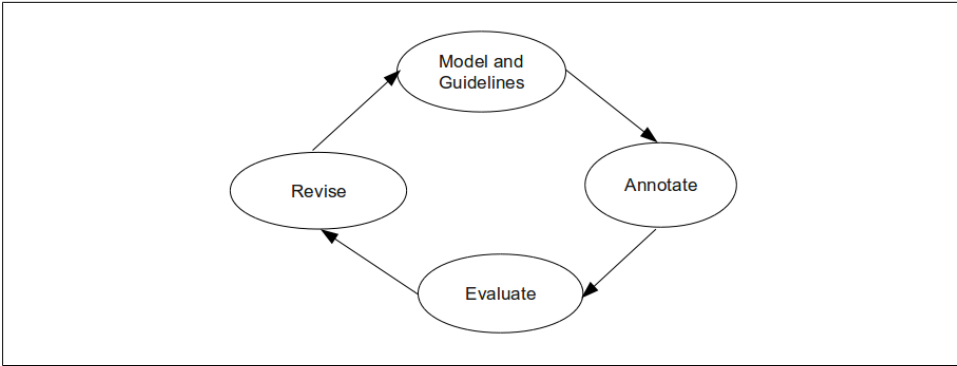 Model and
Guidelines
Annotate
Revise
Evaluate